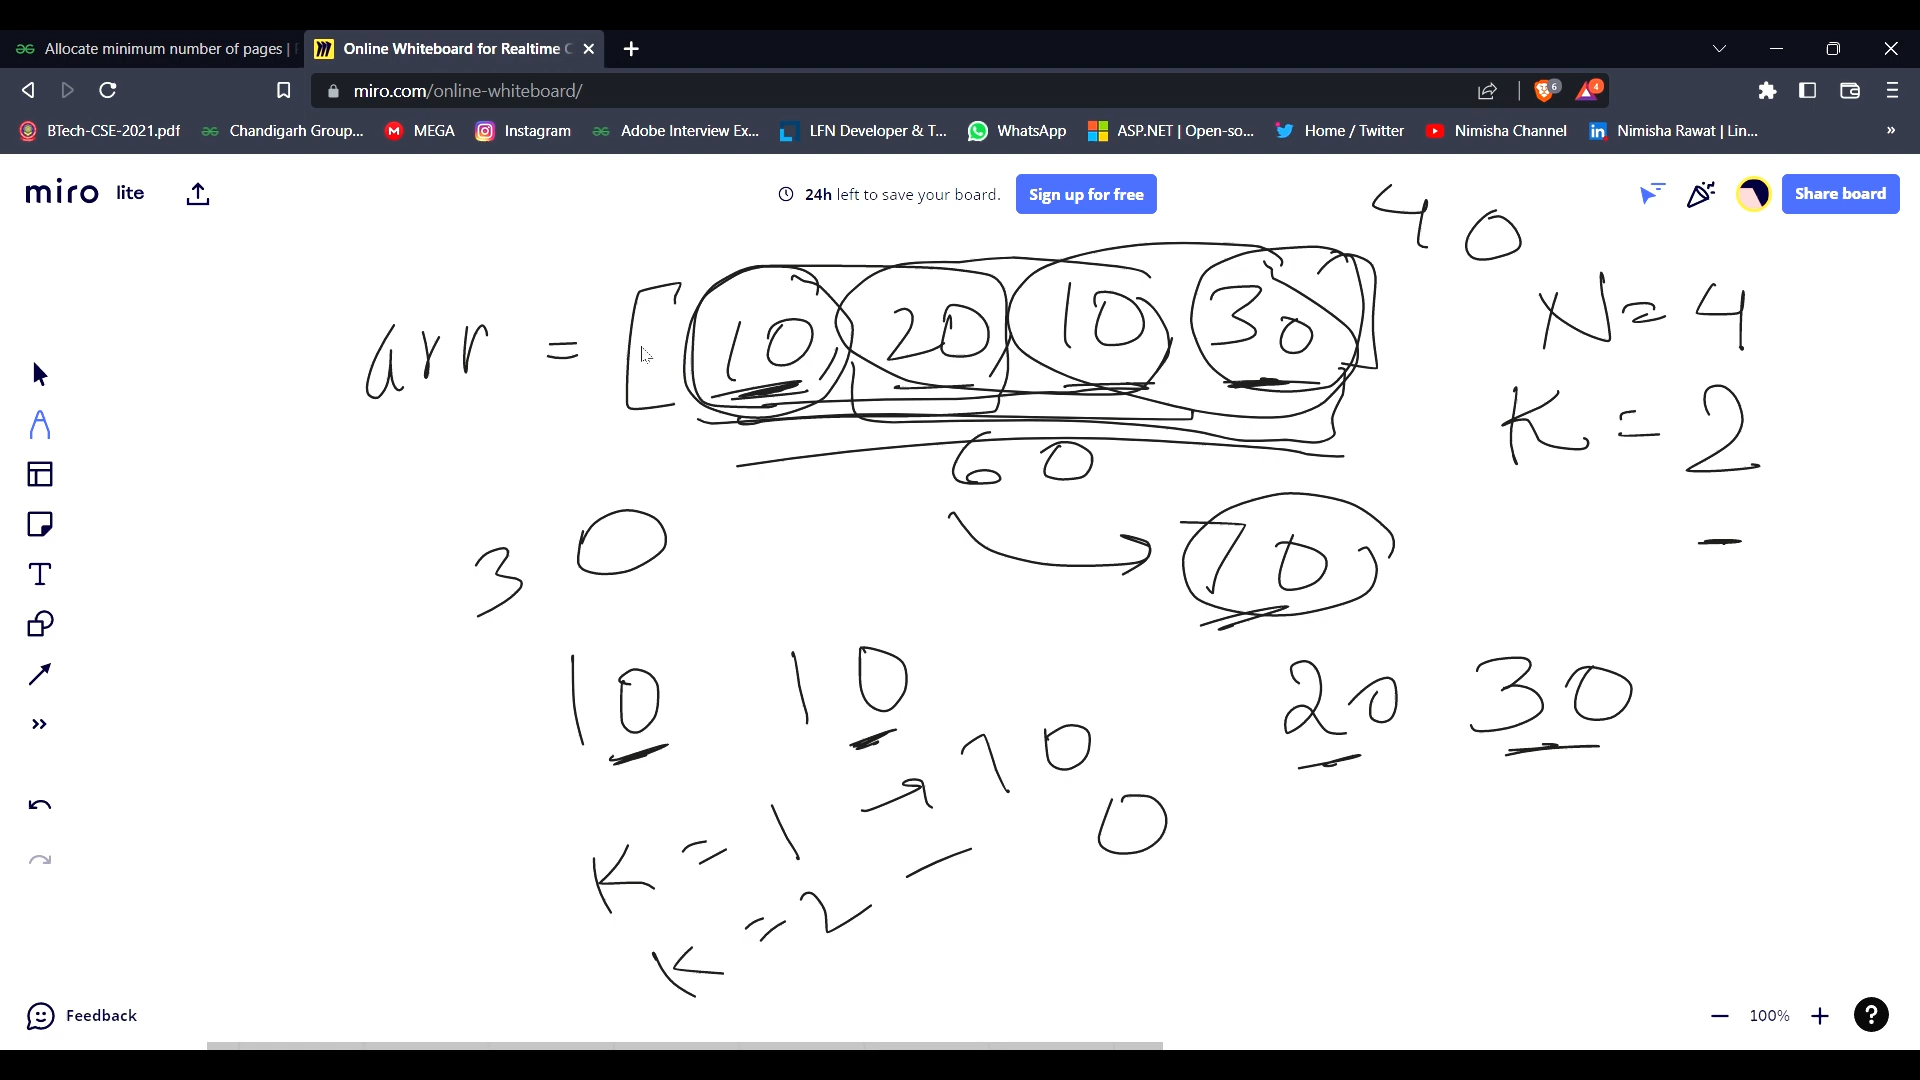 Allocate minimum number of pages |
Online Whiteboard for Realtime C
miro.com/online-whiteboard/
6
4
BTech-CSE-2021.pdf
Chandigarh Group...
MEGA
Instagram
Adobe Interview Ex...
LFN Developer & T...
WhatsApp
ASP.NET | Open-so...
Home / Twitter
Nimisha Channel
Nimisha Rawat | Lin...
»
miro lite
24h left to save your board.
Sign up for free
Share board
40
arr = [10 20 10 30]
N = 4
K = 2
60
30
70
10 10 20 30
K = 1 → 70
0
K = 2 –
Feedback
100%